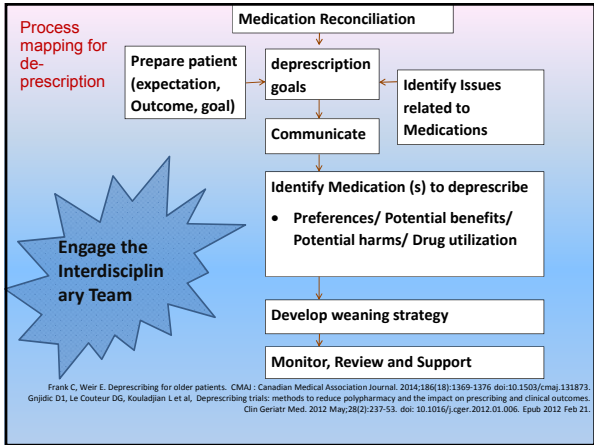 Process
mapping for
de-
prescription
Medication Reconciliation
Prepare patient
(expectation,
Outcome, goal)
deprescription
goals
Identify Issues
related to
Medications
Communicate
Identify Medication (s) to deprescribe
• Preferences/ Potential benefits/
Potential harms/ Drug utilization
Engage the
Interdisciplin
ary Team
Develop weaning strategy
Monitor, Review and Support
Frank C, Weir E. Deprescribing for older patients. CMAJ : Canadian Medical Association Journal. 2014;186(18):1369-1376 doi:10.1503/cmaj.131873.
Gnjidic D1, Le Couteur DG, Kouladjian L et al, Deprescribing trials: methods to reduce polypharmacy and the impact on prescribing and clinical outcomes.
Clin Geriatr Med. 2012 May;28(2):237-53. doi: 10.1016/j.cger.2012.01.006. Epub 2012 Feb 21.